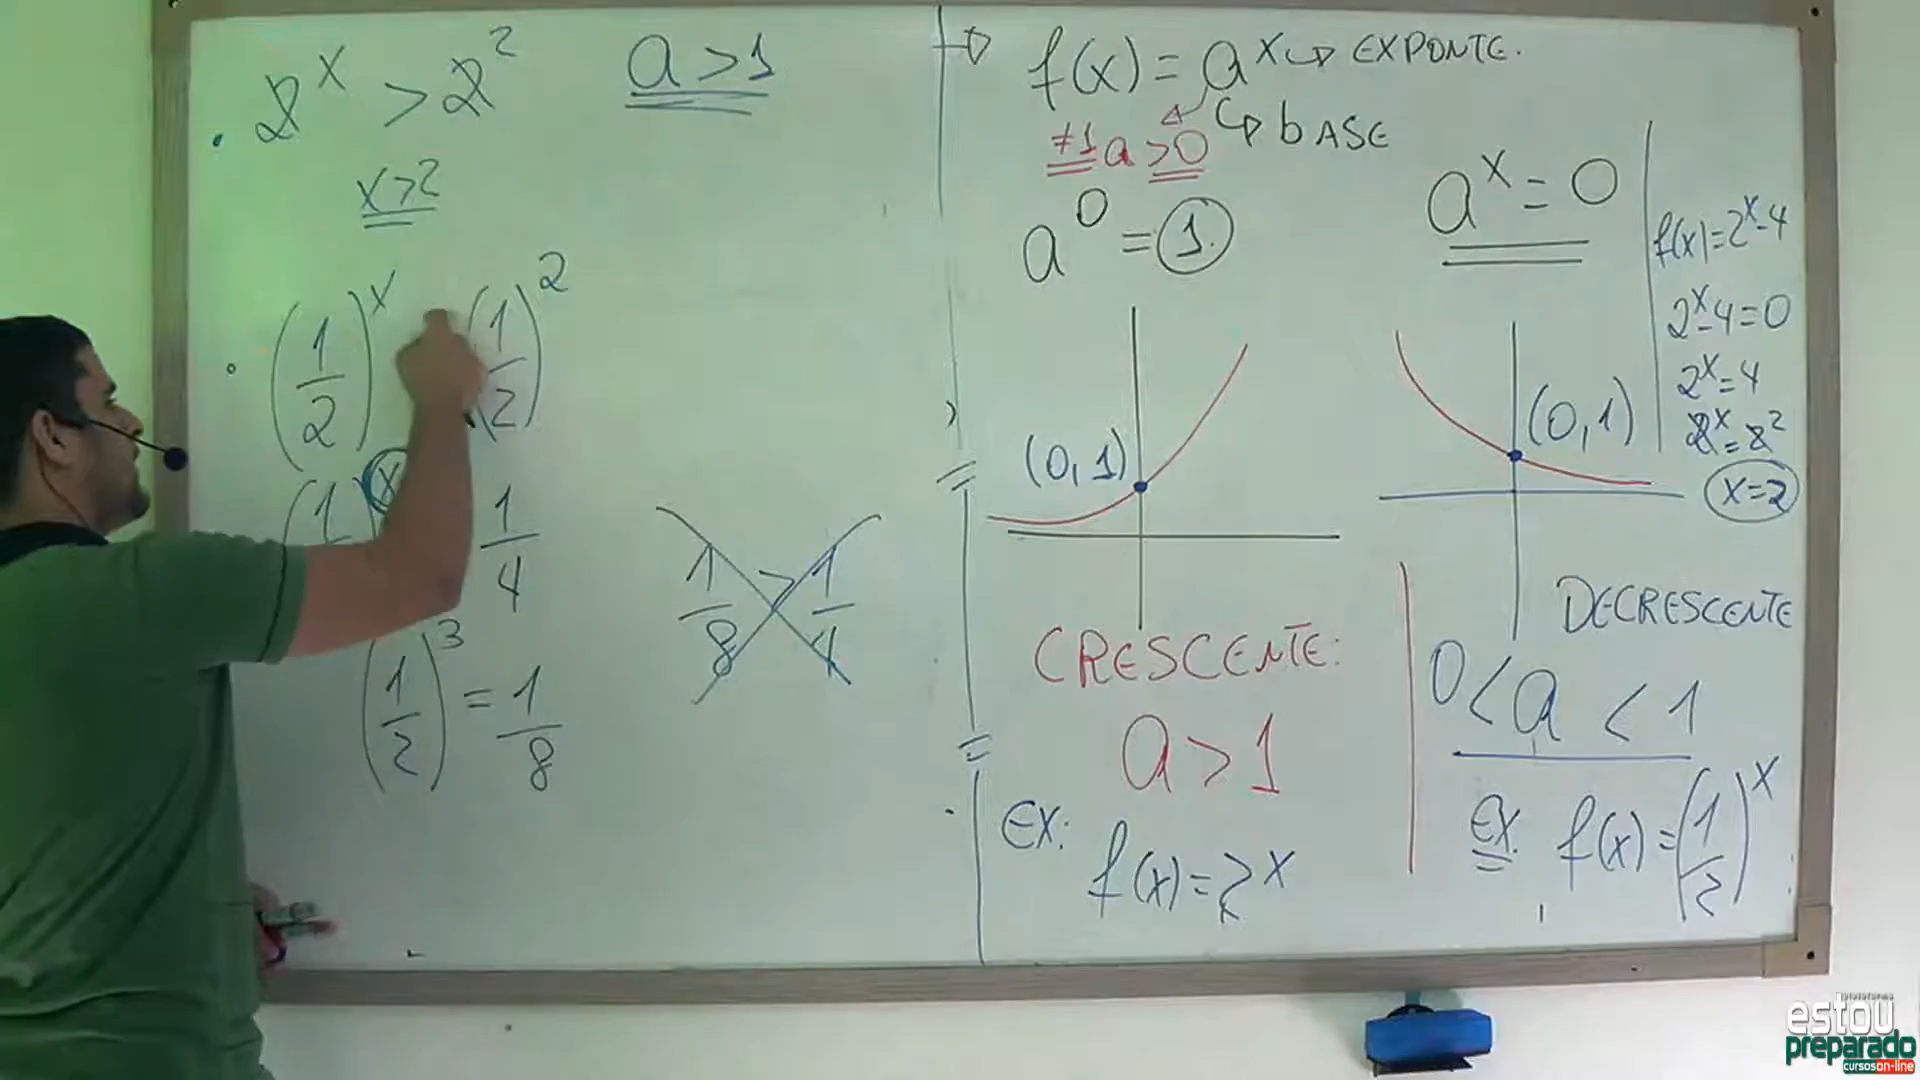 2^x > 2^2
a > 1
x > 2
(1/2)^x (1/2)^2
(1 x 1/4
(1/2)^3 = 1/8
1/8 > 1/4
f(x) = a^x ↪ EXPONTE.
≠1 a > 0 ↪ bASE
a^0 = 1.
a^x = 0
f(x) = 2^x - 4
2^x - 4 = 0
2^x = 4
2^x = 2^2
x = 2
(0, 1)
(0, 1)
CRESCENTE:
a > 1
EX:
f(x) = 2^x
DECRESCENTE
0 < a < 1
EX: f(x) = (1/2)^x
plataforma
estou
preparado
cursos on-line